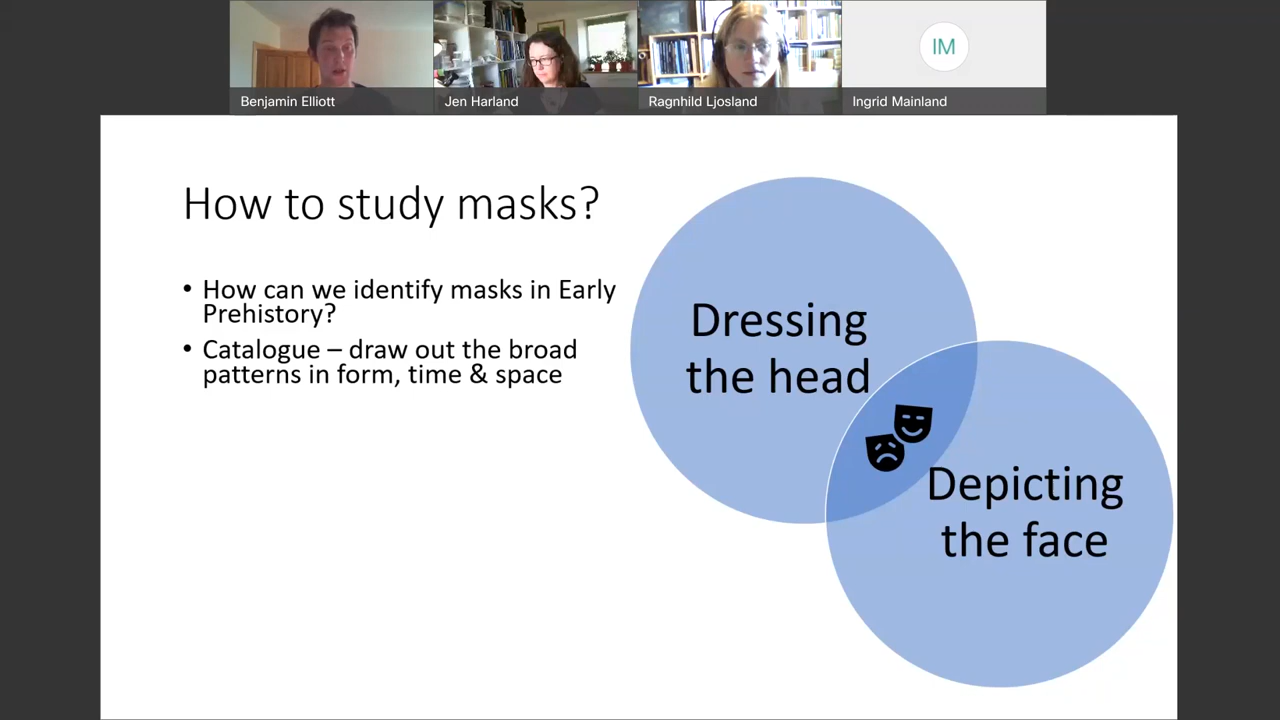 Benjamin Elliott
Jen Harland
Ragnhild Ljosland
IM
Ingrid Mainland
How to study masks?
• How can we identify masks in Early
Prehistory?
• Catalogue – draw out the broad
patterns in form, time & space
Dressing
the head
Depicting
the face